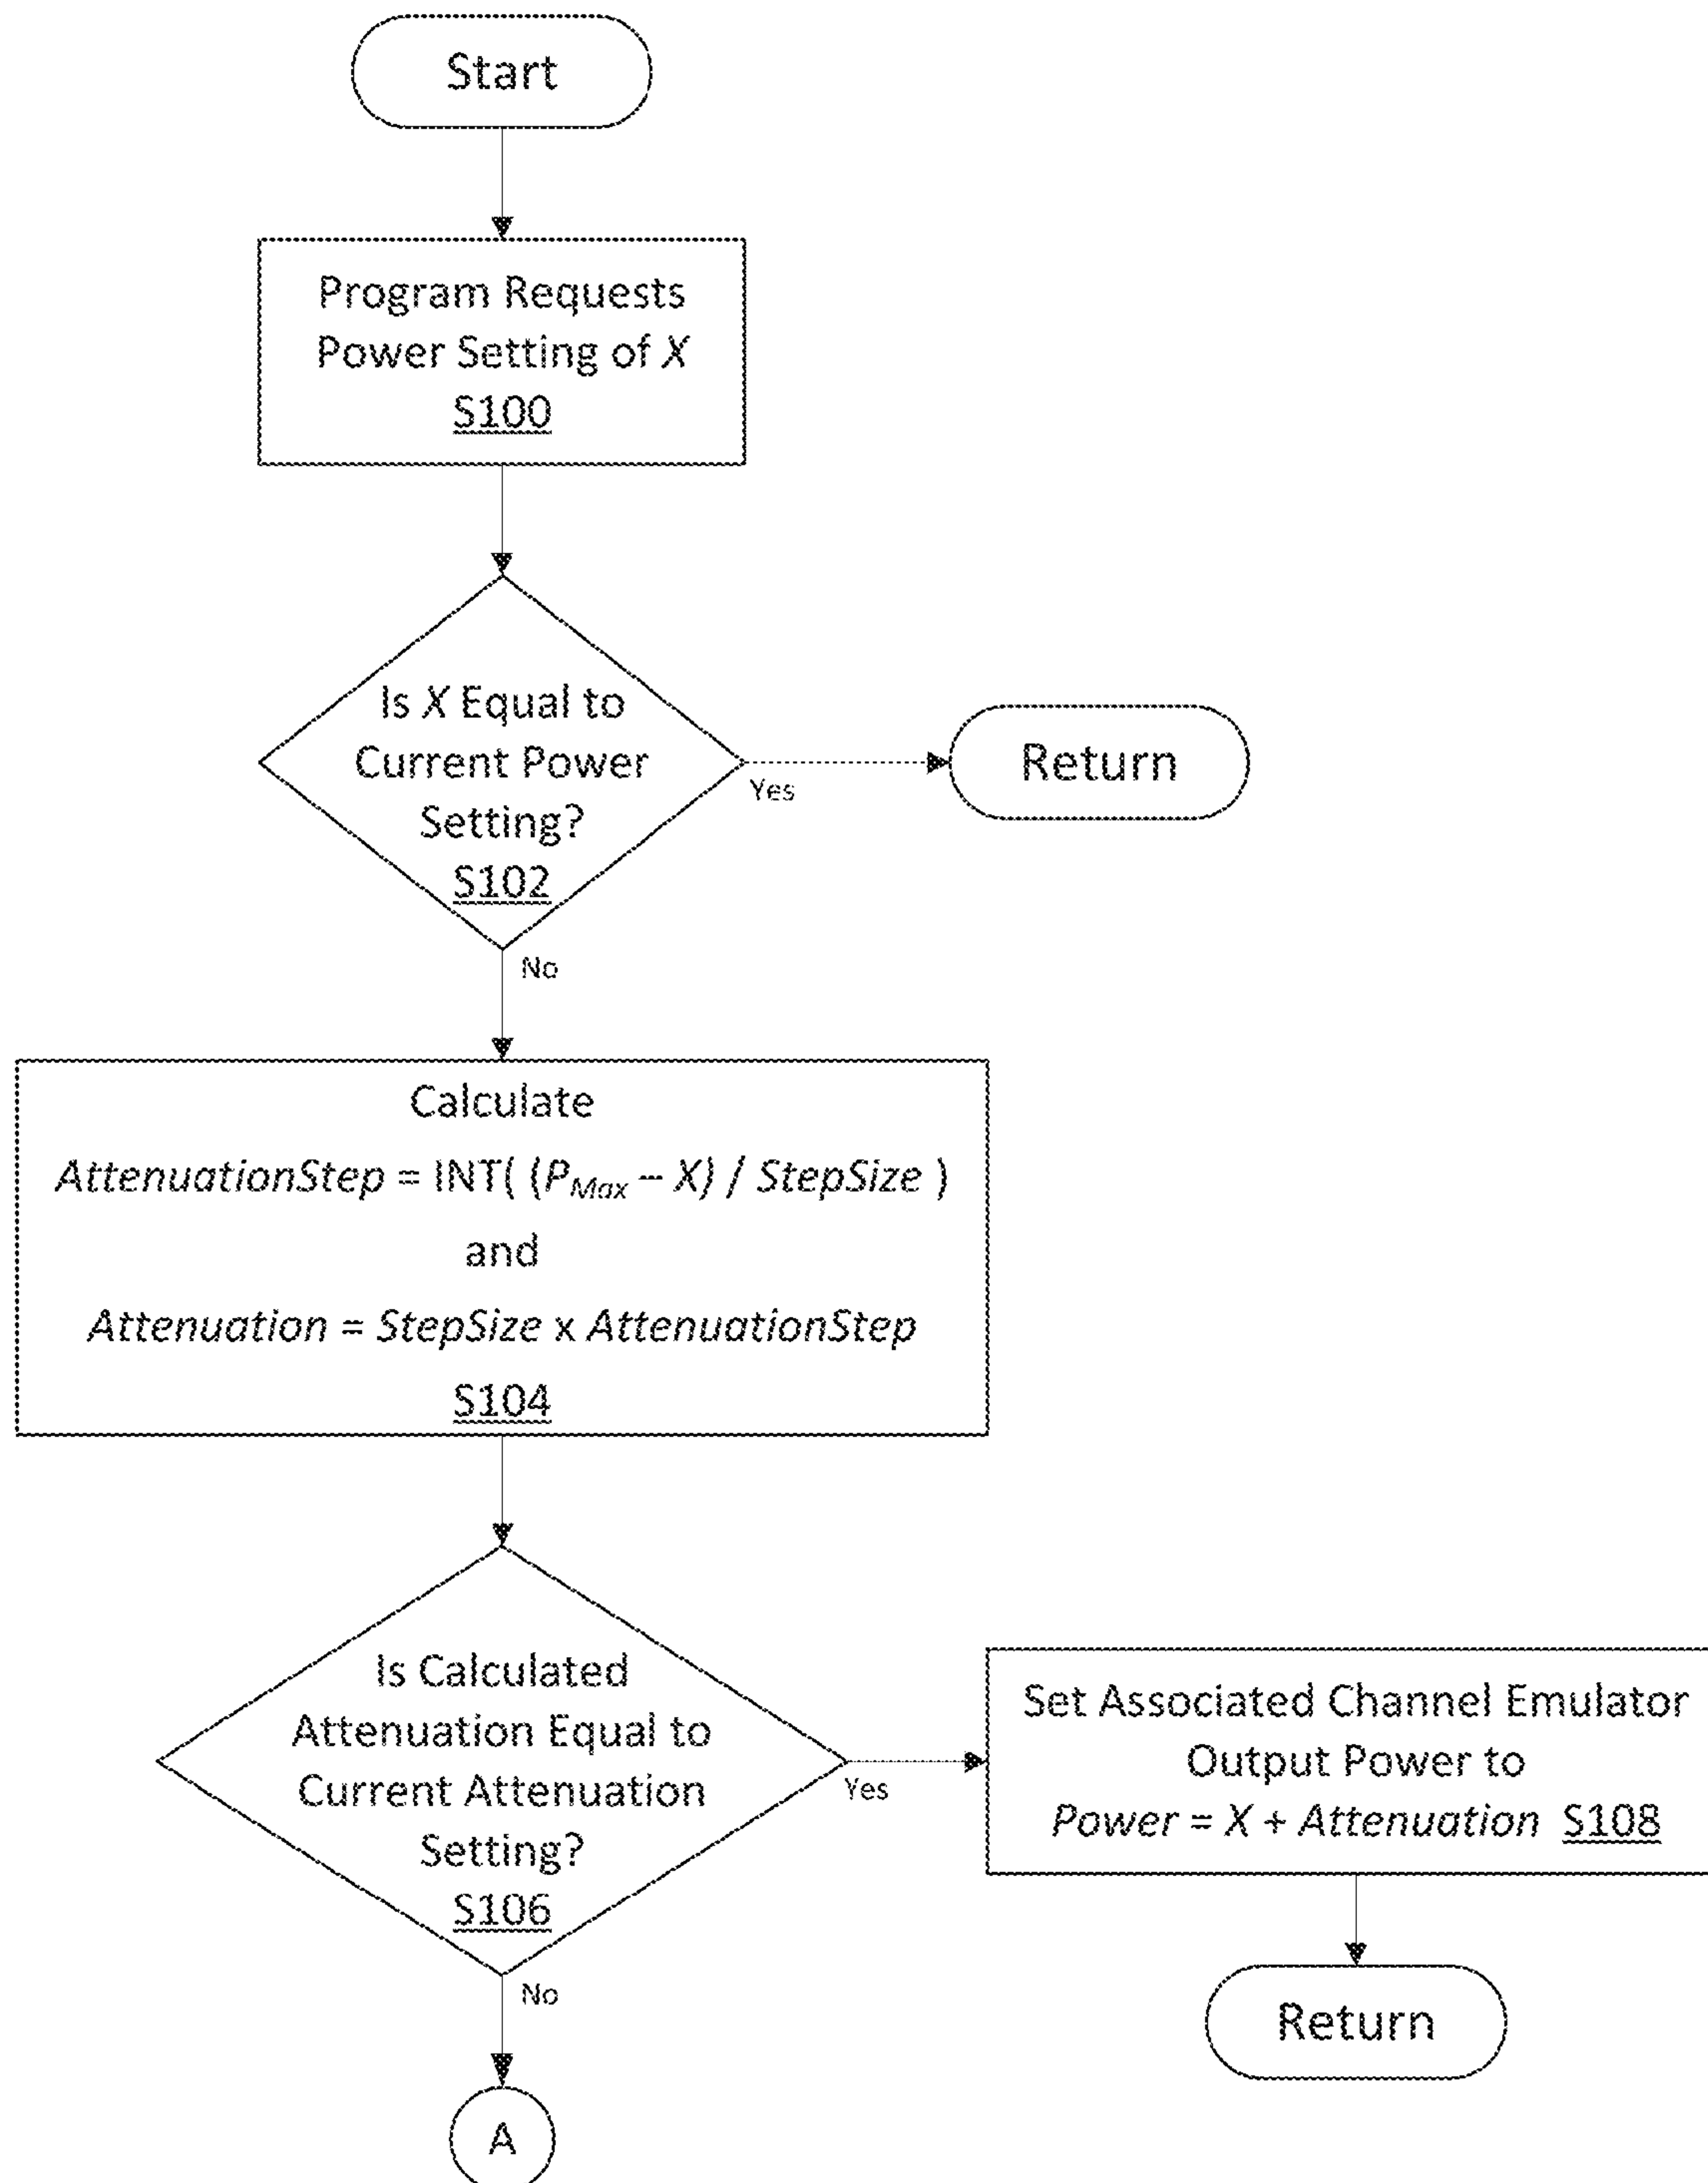 Start
Program Requests
Power Setting of X
S100
Is X Equal to
Current Power
Setting?
S102
Yes
Return
No
Calculate
AttenuationStep = INT( (P_Max – X) / StepSize )
and
Attenuation = StepSize x AttenuationStep
S104
Is Calculated
Attenuation Equal to
Current Attenuation
Setting?
S106
Yes
Set Associated Channel Emulator
Output Power to
Power = X + Attenuation S108
Return
No
A